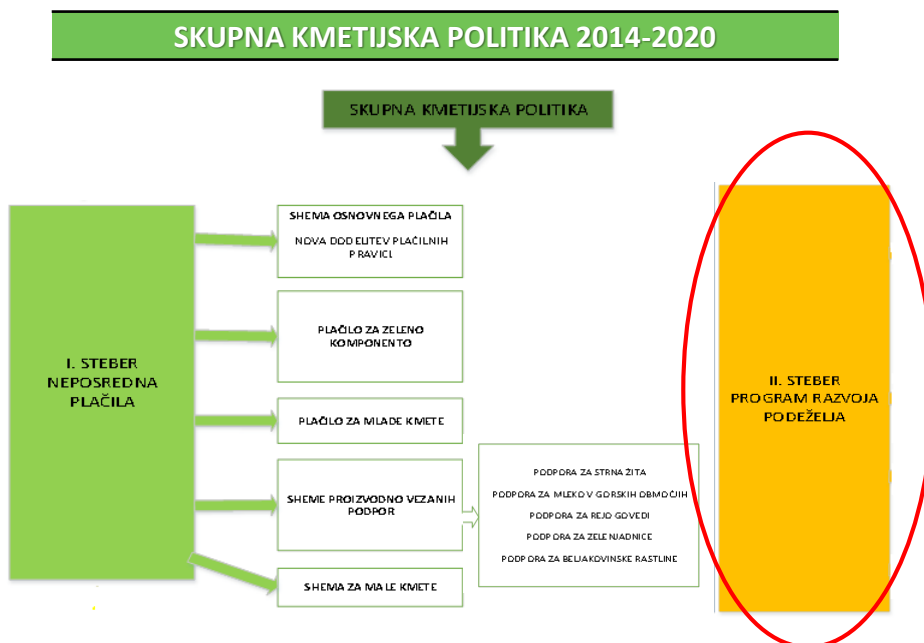 SKUPNA KMETIJSKA POLITIKA 2014-2020
SKUPNA KMETIJSKA POLITIKA
I. STEBER
NEPOSREDNA
PLAČILA
SHEMA OSNOVNEGA PLAČILA
NOVA DODELITEV PLAČILNIH
PRAVIC!
PLAČILO ZA ZELENO
KOMPONENTO
PLAČILO ZA MLADE KMETE
SHEME PROIZVODNO VEZANIH
PODPOR
SHEMA ZA MALE KMETE
PODPORA ZA STRNA ŽITA
PODPORA ZA MLEKO V GORSKIH OBMOČJIH
PODPORA ZA REJO GOVEDI
PODPORA ZA ZELENJADNICE
PODPORA ZA BELJAKOVINSKE RASTLINE
II. STEBER
PROGRAM RAZVOJA
PODEŽELJA